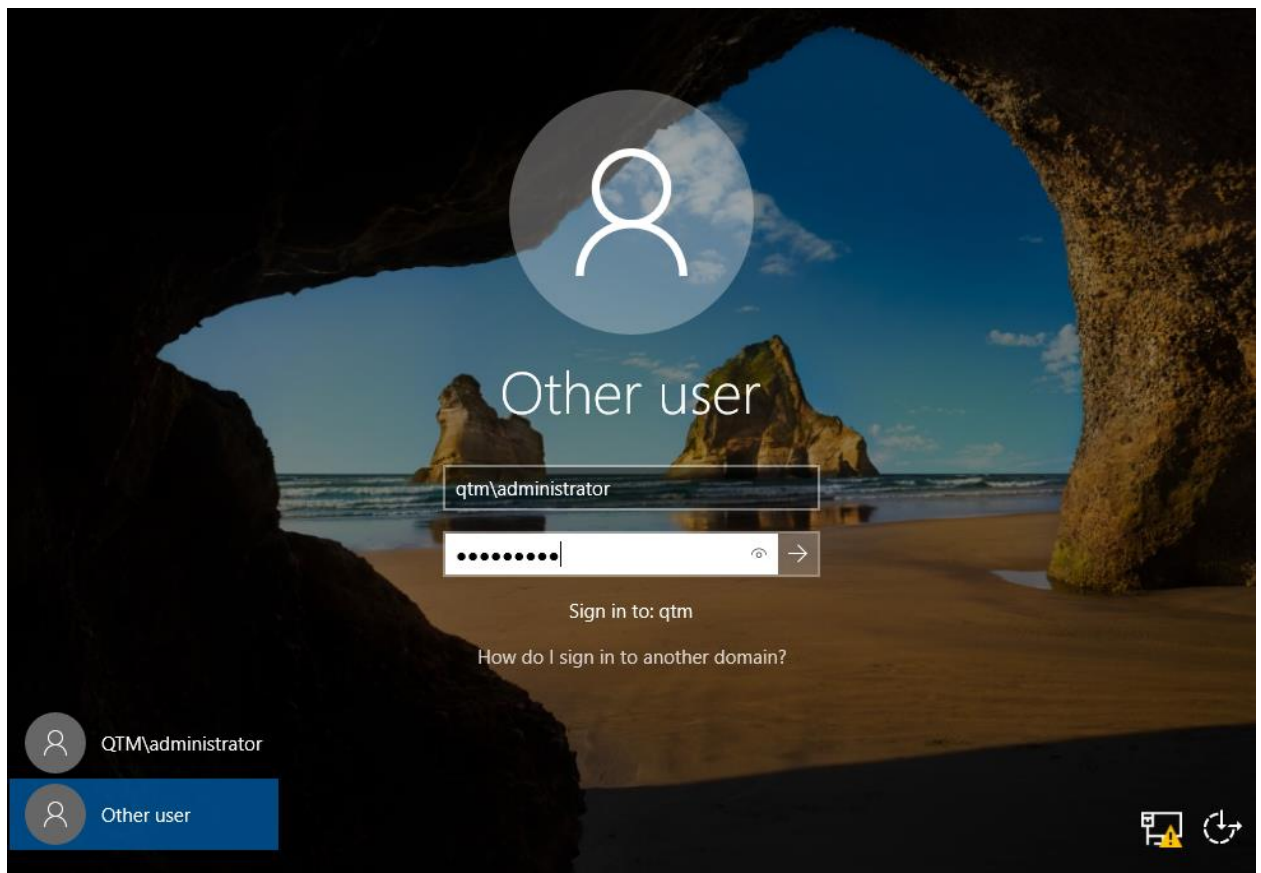 Other user
qtm\administrator
•••••••••
Sign in to: qtm
How do I sign in to another domain?
QTM\administrator
Other user